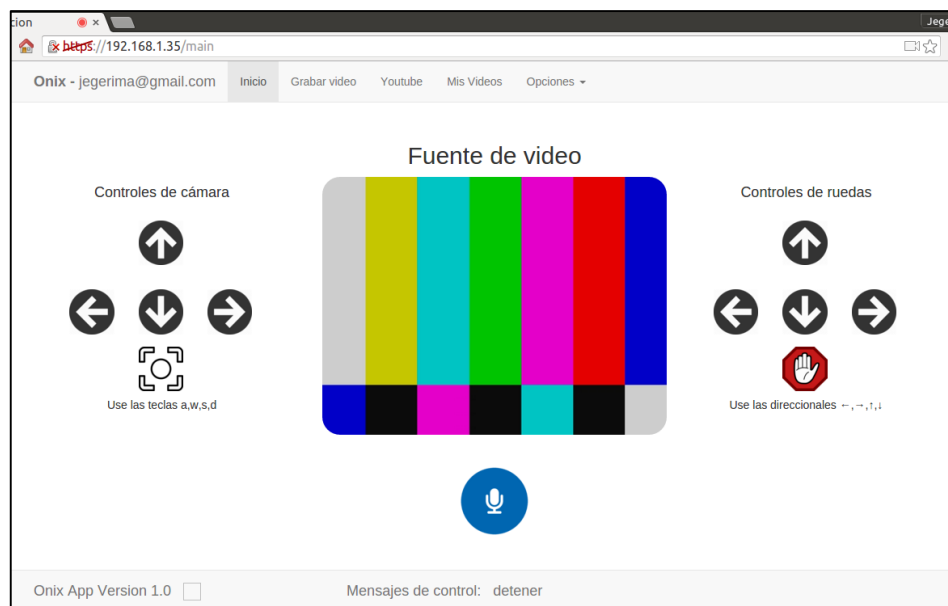 cion × Jege
https://192.168.1.35/main
Onix - jegerima@gmail.com Inicio Grabar video Youtube Mis Videos Opciones
Fuente de video
Controles de cámara
Controles de ruedas
Use las teclas a,w,s,d
Use las direccionales ←,→,↑,↓
Onix App Version 1.0
Mensajes de control: detener